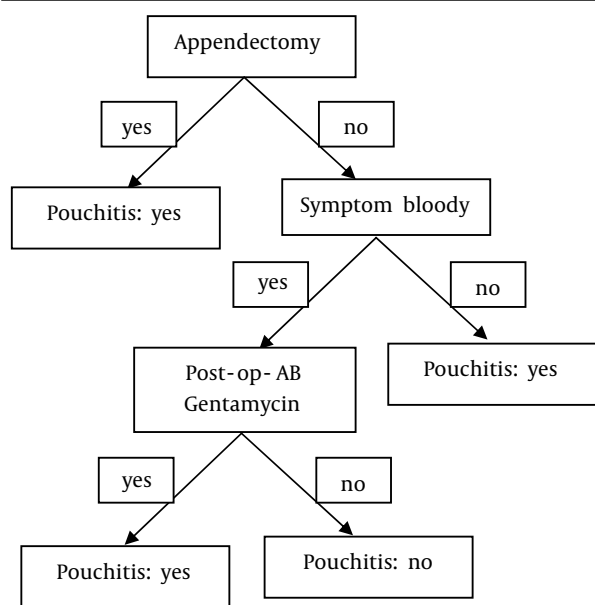 Appendectomy
yes
no
Pouchitis: yes
Symptom bloody
yes
no
Post-op-AB
Gentamycin
Pouchitis: yes
yes
no
Pouchitis: yes
Pouchitis: no